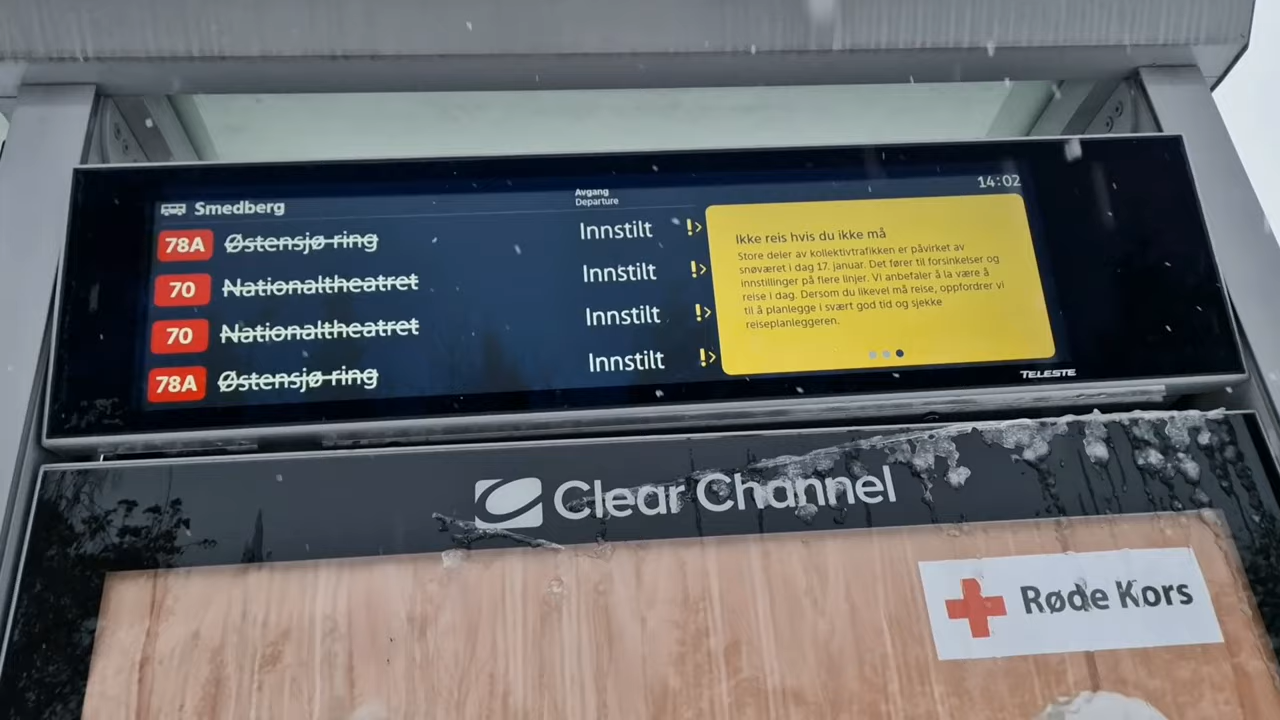 Smedberg
Avgang
Departure
14:02
78A Østensjø ring Innstilt !>
70 Nationaltheatret Innstilt !>
70 Nationaltheatret Innstilt !>
78A Østensjø ring Innstilt !>
Ikke reis hvis du ikke må
Store deler av kollektivtrafikken er påvirket av
snøværet i dag 17. januar. Det fører til forsinkelser og
innstillinger på flere linjer. Vi anbefaler å la være å
reise i dag. Dersom du likevel må reise, oppfordrer vi
til å planlegge i svært god tid og sjekke
reiseplanleggeren.
TELESTE
Clear Channel
Røde Kors